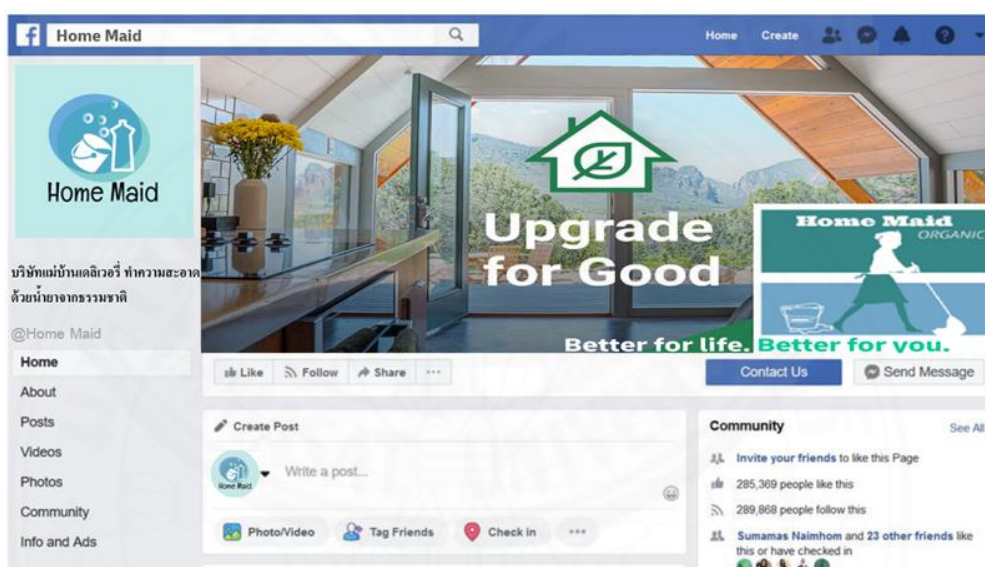 Home Maid
Home Create
Home Maid
บริษัทแม่บ้านเดลิเวอรี่ ทำความสะอาด
ด้วยน้ำยาจากธรรมชาติ
@Home Maid
Home
About
Posts
Videos
Photos
Community
Info and Ads
Upgrade
for Good
Home Maid
ORGANIC
Better for life. Better for you.
Like Follow Share
Contact Us
Send Message
Create Post
Home Maid
Write a post...
Photo/Video Tag Friends Check in
Community See All
Invite your friends to like this Page
285,369 people like this
289,868 people follow this
Sumamas Naimhom and 23 other friends like
this or have checked in